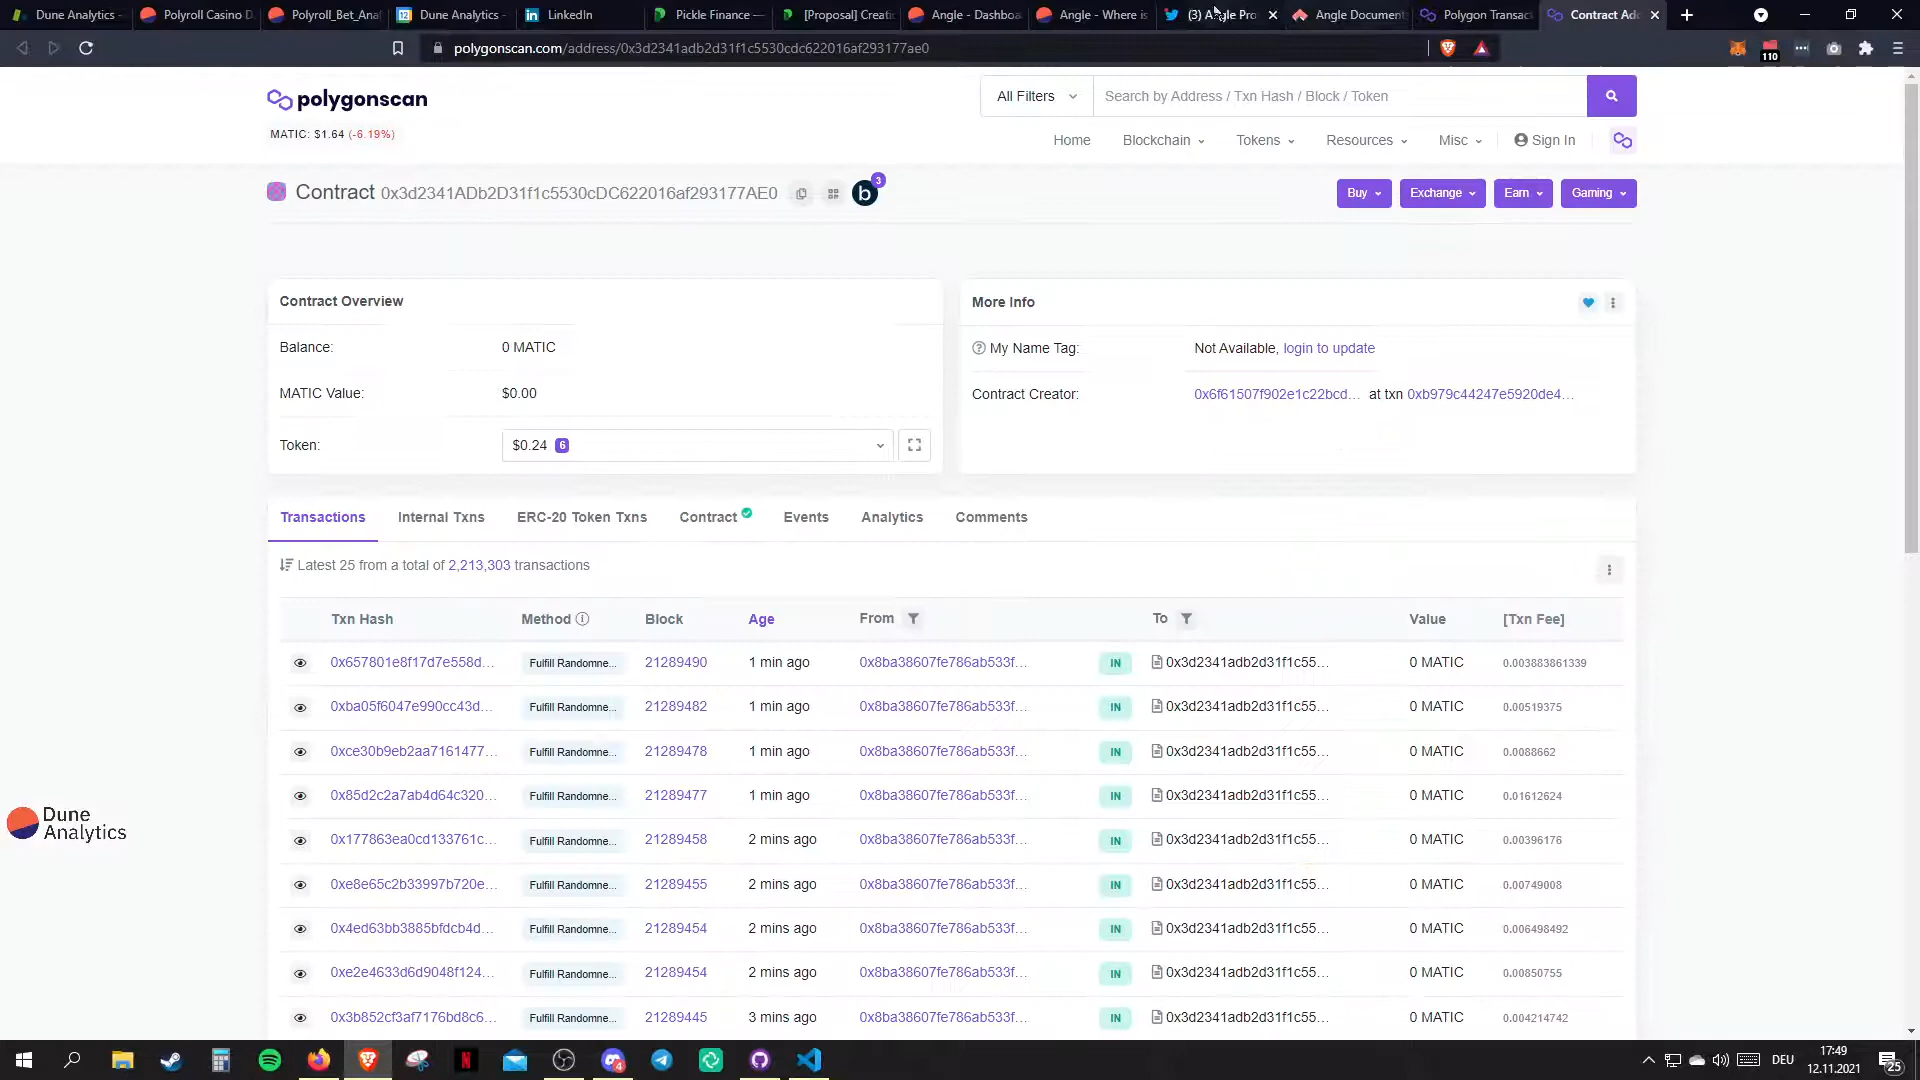 Dune Analytics -
Polyroll Casino D
Polyroll_Bet_Anal
Dune Analytics -
LinkedIn
Pickle Finance —
[Proposal] Creati
Angle - Dashboa
Angle - Where is
(3) Angle Pro
Angle Document
Polygon Transac
Contract Add
polygonscan.com/address/0x3d2341adb2d31f1c5530cdc622016af293177ae0
110
polygonscan
All Filters
Search by Address / Txn Hash / Block / Token
MATIC: $1.64 (-6.19%)
Home
Blockchain
Tokens
Resources
Misc
Sign In
Contract 0x3d2341ADb2D31f1c5530cDC622016af293177AE0
b
3
Buy
Exchange
Earn
Gaming
Contract Overview
Balance:
0 MATIC
MATIC Value:
$0.00
Token:
$0.24 6
More Info
My Name Tag:
Not Available, login to update
Contract Creator:
0x6f61507f902e1c22bcd... at txn 0xb979c44247e5920de4...
Transactions
Internal Txns
ERC-20 Token Txns
Contract
Events
Analytics
Comments
Latest 25 from a total of 2,213,303 transactions
Txn Hash Method Block Age From To Value [Txn Fee]
0x657801e8f17d7e558d... Fulfill Randomne... 21289490 1 min ago 0x8ba38607fe786ab533f... IN 0x3d2341adb2d31f1c55... 0 MATIC 0.003883861339
0xba05f6047e990cc43d... Fulfill Randomne... 21289482 1 min ago 0x8ba38607fe786ab533f... IN 0x3d2341adb2d31f1c55... 0 MATIC 0.00519375
0xce30b9eb2aa7161477... Fulfill Randomne... 21289478 1 min ago 0x8ba38607fe786ab533f... IN 0x3d2341adb2d31f1c55... 0 MATIC 0.0088662
0x85d2c2a7ab4d64c320... Fulfill Randomne... 21289477 1 min ago 0x8ba38607fe786ab533f... IN 0x3d2341adb2d31f1c55... 0 MATIC 0.01612624
0x177863ea0cd133761c... Fulfill Randomne... 21289458 2 mins ago 0x8ba38607fe786ab533f... IN 0x3d2341adb2d31f1c55... 0 MATIC 0.00396176
0xe8e65c2b33997b720e... Fulfill Randomne... 21289455 2 mins ago 0x8ba38607fe786ab533f... IN 0x3d2341adb2d31f1c55... 0 MATIC 0.00749008
0x4ed63bb3885bfdcb4d... Fulfill Randomne... 21289454 2 mins ago 0x8ba38607fe786ab533f... IN 0x3d2341adb2d31f1c55... 0 MATIC 0.006498492
0xe2e4633d6d9048f124... Fulfill Randomne... 21289454 2 mins ago 0x8ba38607fe786ab533f... IN 0x3d2341adb2d31f1c55... 0 MATIC 0.00850755
0x3b852cf3af7176bd8c6... Fulfill Randomne... 21289445 3 mins ago 0x8ba38607fe786ab533f... IN 0x3d2341adb2d31f1c55... 0 MATIC 0.004214742
Dune
Analytics
4
DEU
17:49
12.11.2021
25